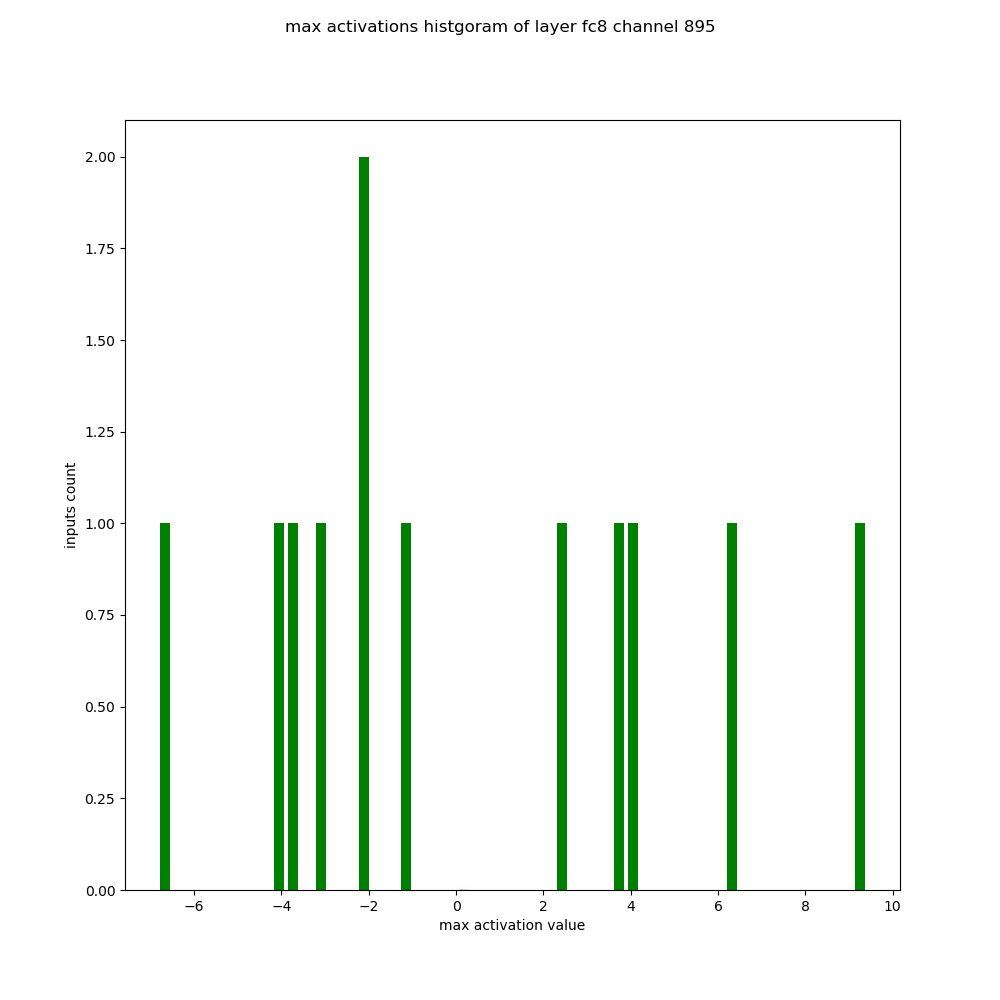 max activations histgoram of layer fc8 channel 895
2.00
1.75
1.50
1.25
1.00
0.75
0.50
0.25
0.00
inputs count
−6 −4 −2 0 2 4 6 8 10
max activation value